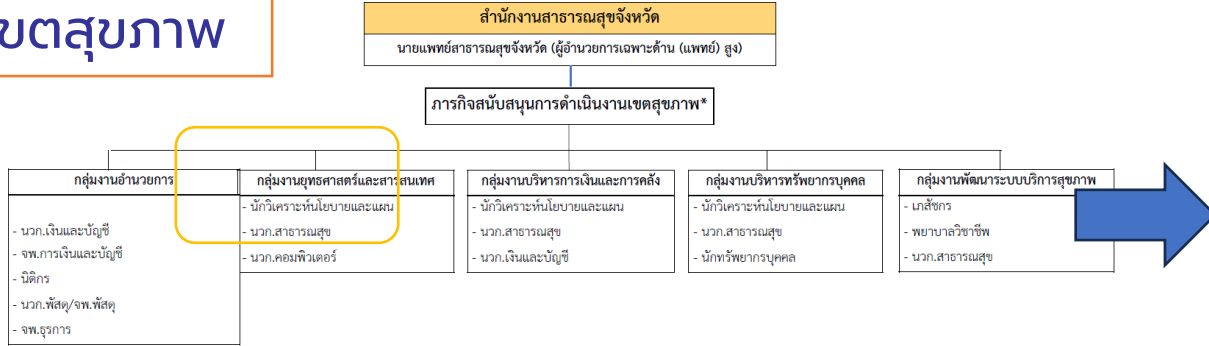 ขตสุขภาพ
สำนักงานสาธารณสุขจังหวัด
นายแพทย์สาธารณสุขจังหวัด (ผู้อำนวยการเฉพาะด้าน (แพทย์) สูง)
ภารกิจสนับสนุนการดำเนินงานเขตสุขภาพ*
กลุ่มงานอำนวยการ
- นวก.เงินและบัญชี
- จพ.การเงินและบัญชี
- นิติกร
- นวก.พัสดุ/จพ.พัสดุ
- จพ.ธุรการ
กลุ่มงานยุทธศาสตร์และสารสนเทศ
- นักวิเคราะห์นโยบายและแผน
- นวก.สาธารณสุข
- นวก.คอมพิวเตอร์
กลุ่มงานบริหารการเงินและการคลัง
- นักวิเคราะห์นโยบายและแผน
- นวก.สาธารณสุข
- นวก.เงินและบัญชี
กลุ่มงานบริหารทรัพยากรบุคคล
- นักวิเคราะห์นโยบายและแผน
- นวก.สาธารณสุข
- นักทรัพยากรบุคคล
กลุ่มงานพัฒนาระบบบริการสุขภาพ
- เภสัชกร
- พยาบาลวิชาชีพ
- นวก.สาธารณสุข